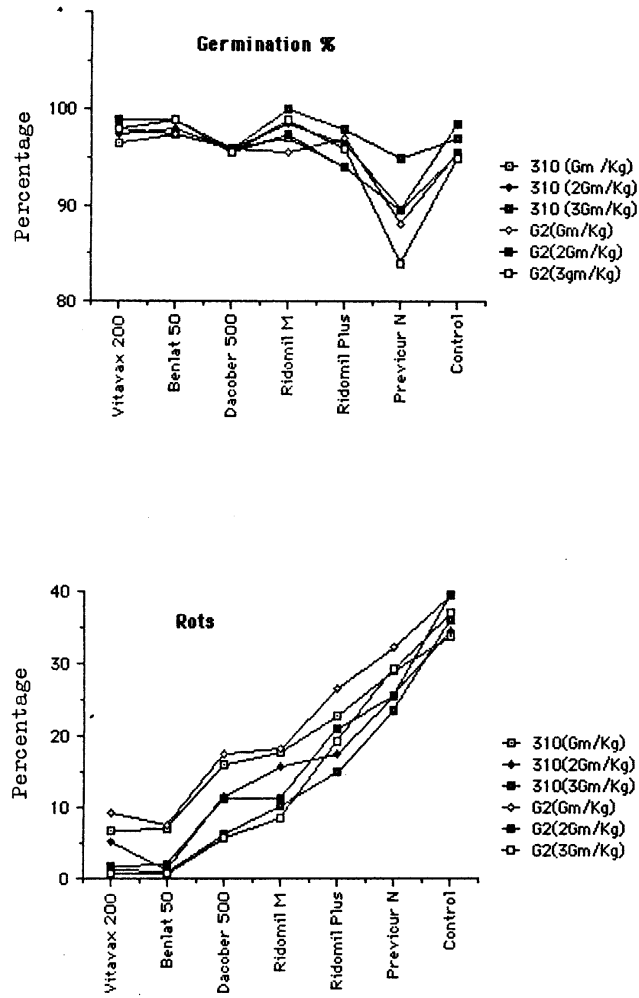 Germination %
Percentage
100
90
80
Vitavax 200
Benlat 50
Dacober 500
Ridomil M
Ridomil Plus
Previour N
Control
310 (Gm /Kg)
310 (2Gm/Kg)
310 (3Gm/Kg)
G2(Gm/Kg)
G2(2Gm/Kg)
G2(3gm/Kg)
Rots
Percentage
40
30
20
10
0
Vitavax 200
Benlat 50
Dacober 500
Ridomil M
Ridomil Plus
Previour N
Control
310(Gm/Kg)
310(2Gm/Kg)
310(3Gm/Kg)
G2(Gm/Kg)
G2(2Gm/Kg)
G2(3Gm/Kg)